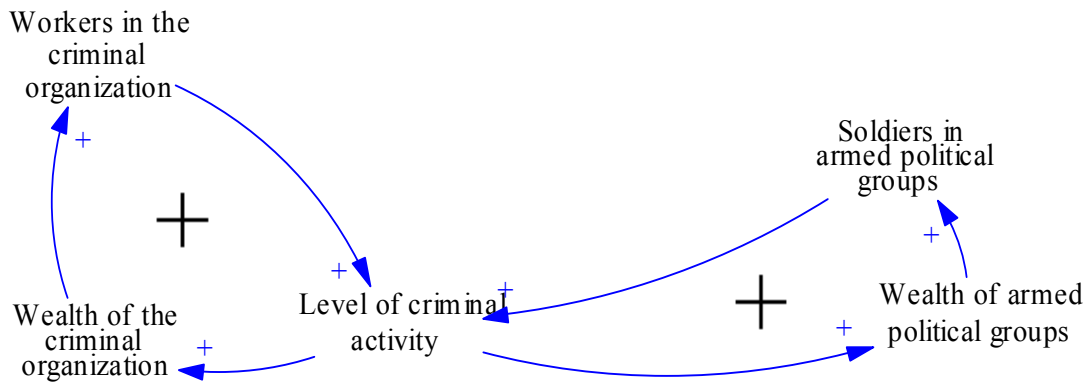 Workers in the
criminal
organization
+
+
+
Wealth of the
criminal
organization
+
Level of criminal
activity
+
+
+
Soldiers in
armed political
groups
+
Wealth of armed
political groups
+